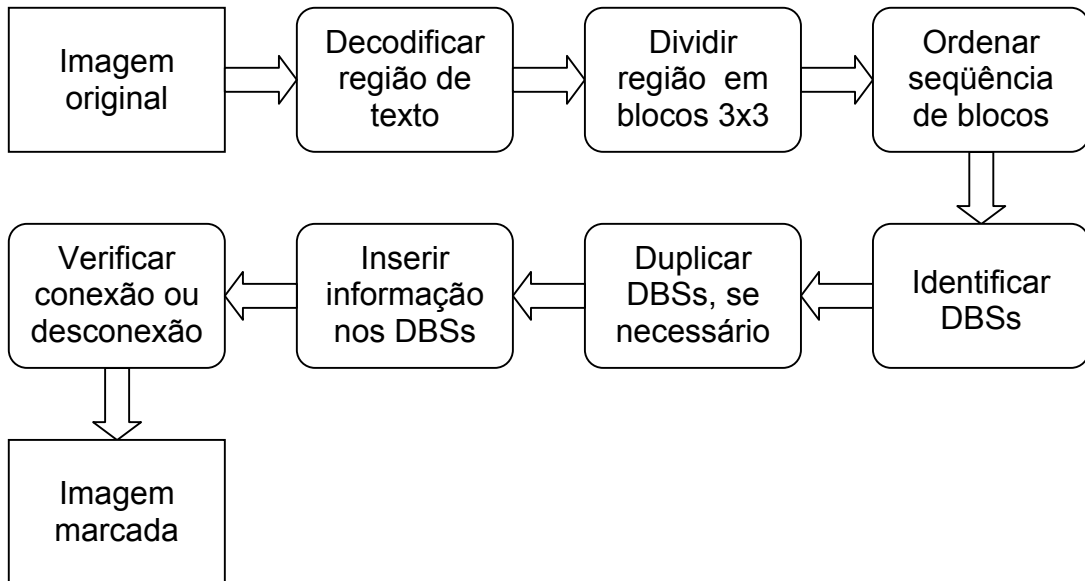 Imagem
original
Decodificar
região de
texto
Dividir
região em
blocos 3x3
Ordenar
seqüência
de blocos
Identificar
DBSs
Duplicar
DBSs, se
necessário
Inserir
informação
nos DBSs
Verificar
conexão ou
desconexão
Imagem
marcada